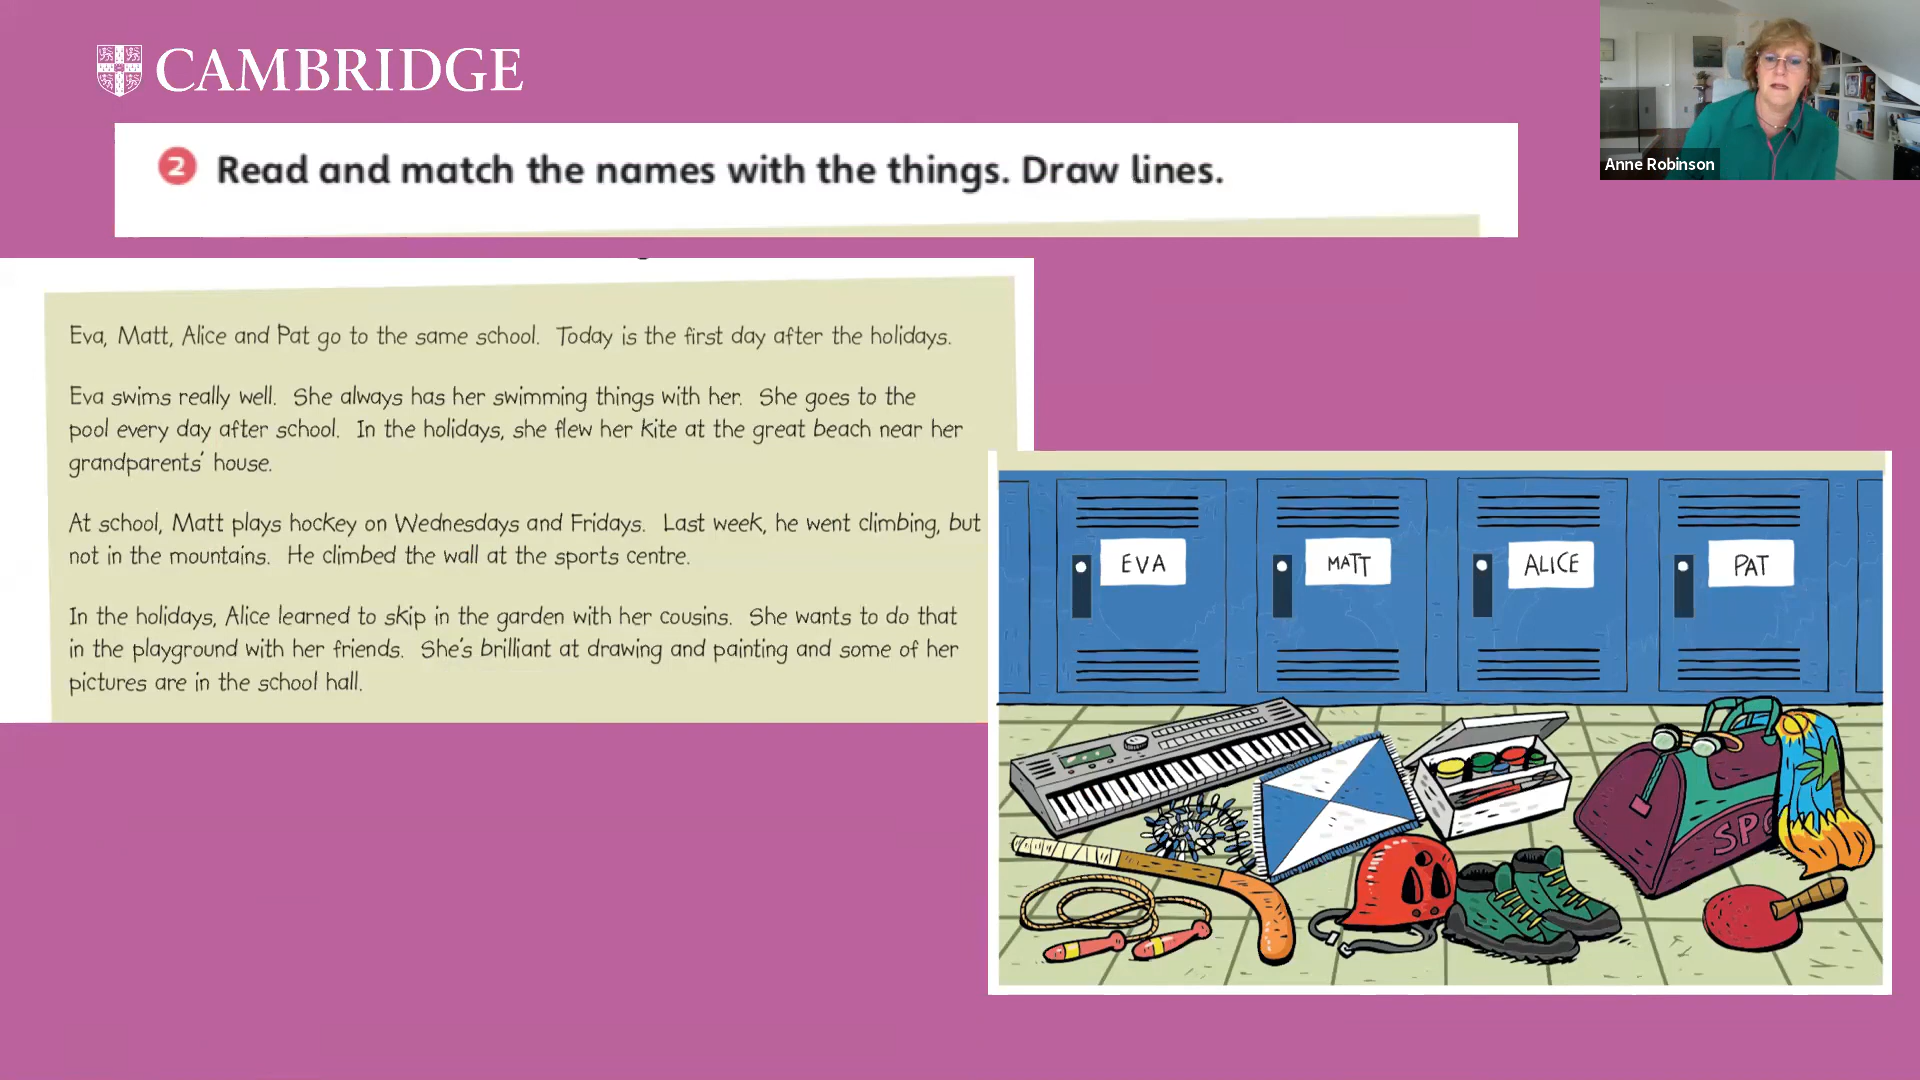 CAMBRIDGE
Anne Robinson
2 Read and match the names with the things. Draw lines.
Eva, Matt, Alice and Pat go to the same school. Today is the first day after the holidays.
Eva swims really well. She always has her swimming things with her. She goes to the
pool every day after school. In the holidays, she flew her kite at the great beach near her
grandparents' house.
At school, Matt plays hockey on Wednesdays and Fridays. Last week, he went climbing, but
not in the mountains. He climbed the wall at the sports centre.
In the holidays, Alice learned to skip in the garden with her cousins. She wants to do that
in the playground with her friends. She's brilliant at drawing and painting and some of her
pictures are in the school hall.
EVA
MATT
ALICE
PAT
SPO